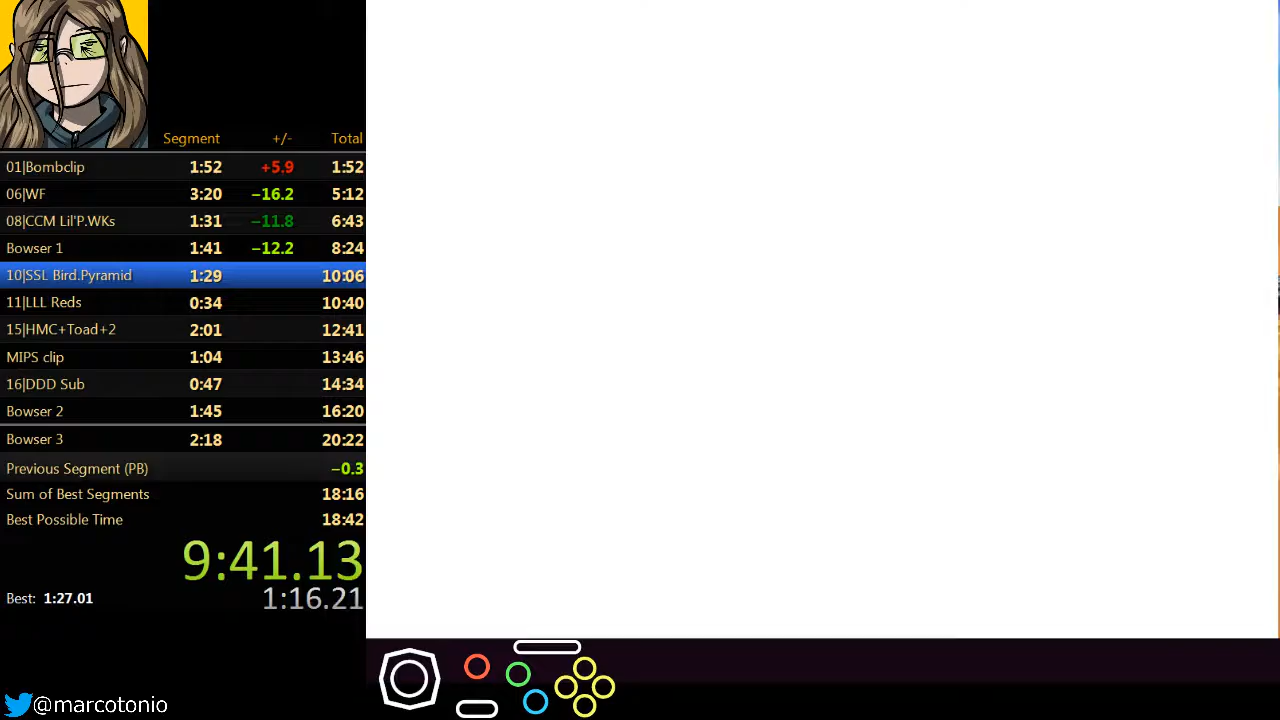 Segment +/- Total
01|Bombclip 1:52 +5.9 1:52
06|WF 3:20 −16.2 5:12
08|CCM Lil'P.WKs 1:31 −11.8 6:43
Bowser 1 1:41 −12.2 8:24
10|SSL Bird.Pyramid 1:29 10:06
11|LLL Reds 0:34 10:40
15|HMC+Toad+2 2:01 12:41
MIPS clip 1:04 13:46
16|DDD Sub 0:47 14:34
Bowser 2 1:45 16:20
Bowser 3 2:18 20:22
Previous Segment (PB) −0.3
Sum of Best Segments 18:16
Best Possible Time 18:42
9:41.13
Best: 1:27.01 1:16.21
@marcotonio